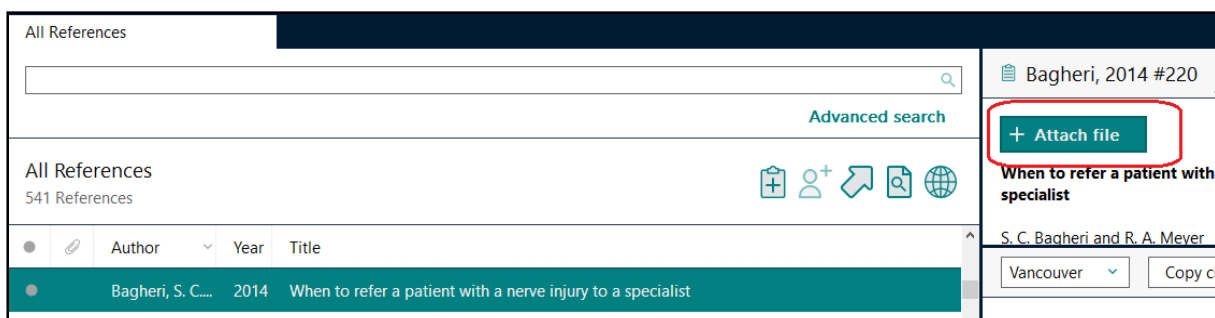 All References
Advanced search
All References
541 References
Author Year Title
Bagheri, S. C.... 2014 When to refer a patient with a nerve injury to a specialist
Bagheri, 2014 #220
+ Attach file
When to refer a patient with
specialist
S. C. Bagheri and R. A. Meyer
Vancouver Copy